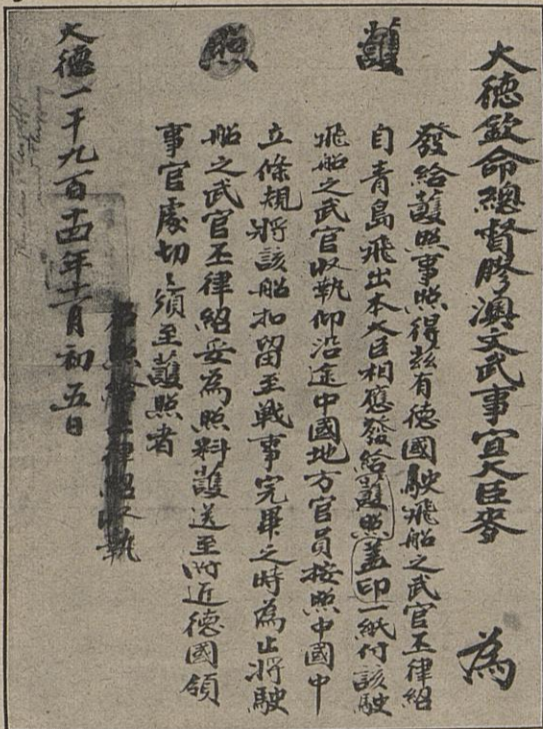 大德欽命總督膠澳文武事宜大臣麥 為
護
發給護照事照得玆有德國駛飛船之武官丕律紹
自青島飛出本大臣相應發給護照蓋印一紙付該駛
飛船之武官收執仰沿途中國地方官員按照中國中
立條規將該船扣留至戰事完畢之時為止將駛
船之武官丕律紹妥為照料護送至附近德國領
照
事官處切之須至護照者
照給丕律紹收執
大德一千九百十四年十一月初五日